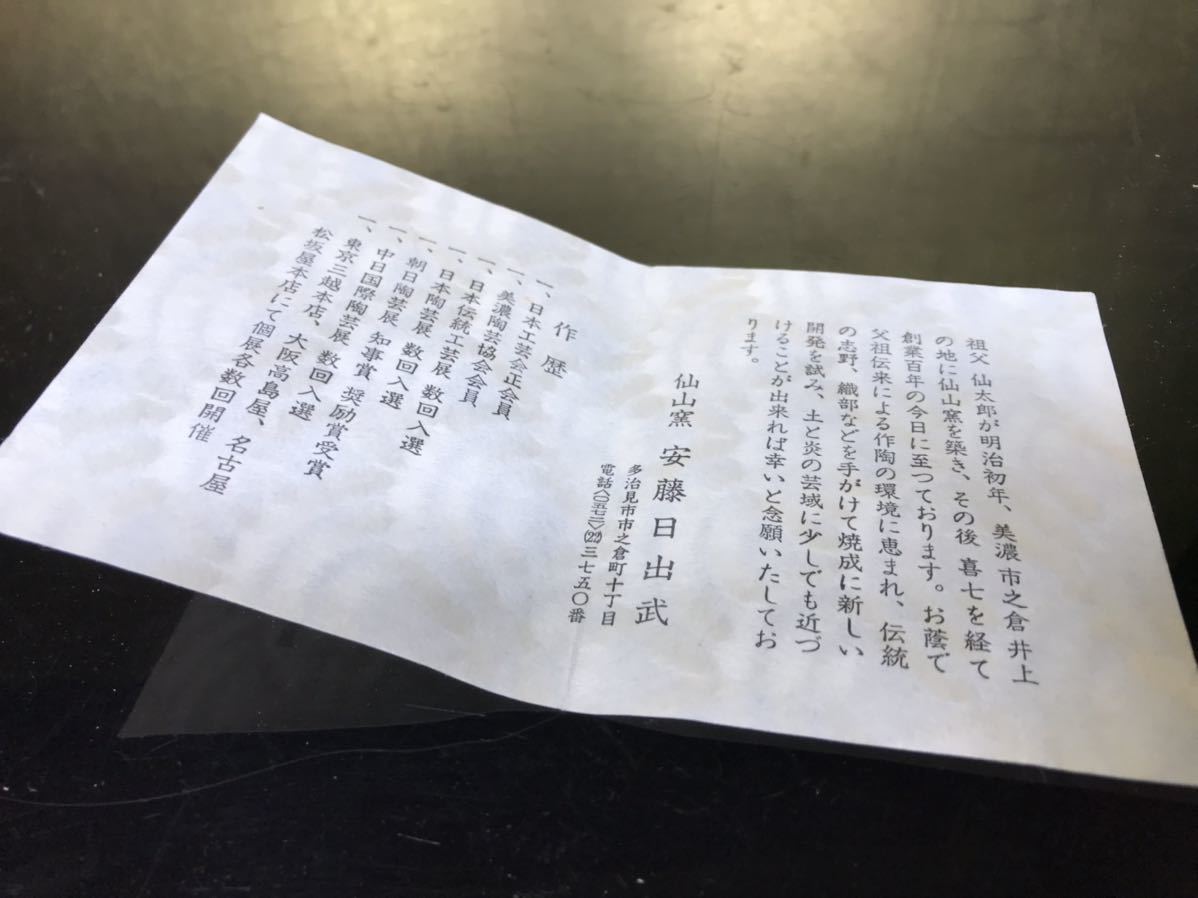 祖父 仙太郎が明治初年、美濃 市之倉 井上
の地に仙山窯を築き、その後 喜七を経て
創業百年の今日に至つております。お蔭で
父祖伝来による作陶の環境に恵まれ、伝統
の志野、織部などを手がけて焼成に新しい
開発を試み、土と炎の芸域に少しでも近づ
けることが出来れば幸いと念願いたしてお
ります。
仙山窯 安藤日出武
多治見市市之倉町十丁目
電話〈〇五七二〉(22)三七五〇番
作歴
一、日本工芸会正会員
一、美濃陶芸協会会員
一、日本伝統工芸展 数回入選
一、日本陶芸展 数回入選
一、朝日陶芸展 知事賞 奨励賞受賞
一、中日国際陶芸展 数回入選
一、東京三越本店、大阪高島屋、名古屋
松坂屋本店にて個展各数回開催